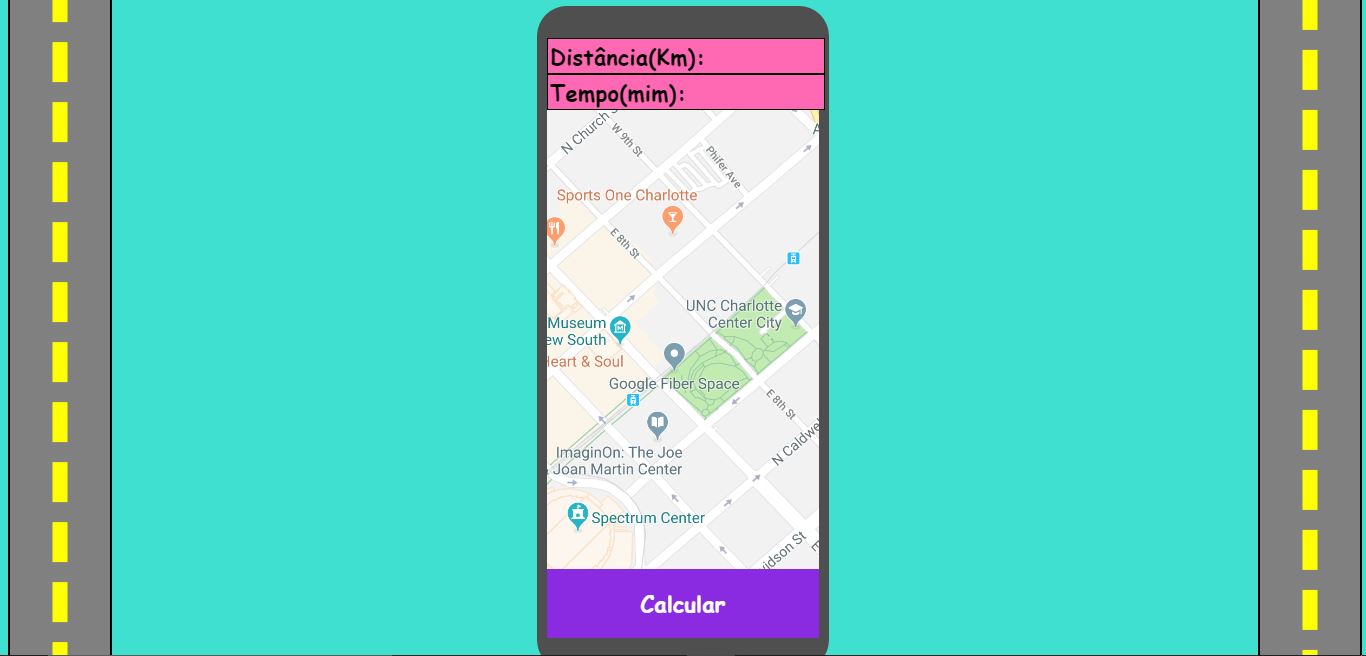 Distância(Km):
Tempo(mim):
N Church
W 9th St
Phifer Ave
Sports One Charlotte
E 8th St
UNC Charlotte
Center City
Museum
ew South
Heart & Soul
Google Fiber Space
E 8th St
ImaginOn: The Joe
& Joan Martin Center
N Caldwel
Spectrum Center
vidson St
Calcular